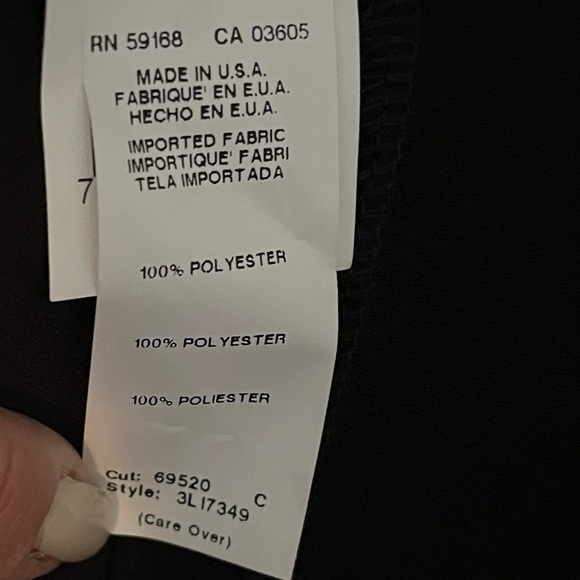 RN 59168 CA 03605
MADE IN U.S.A.
FABRIQUE' EN E.U.A.
HECHO EN E.U.A.
IMPORTED FABRIC
IMPORTIQUE' FABRI
TELA IMPORTADA
7
100% POLYESTER
100% POLYESTER
100% POLIESTER
Cut: 69520 C
Style: 3L17349
(Care Over)